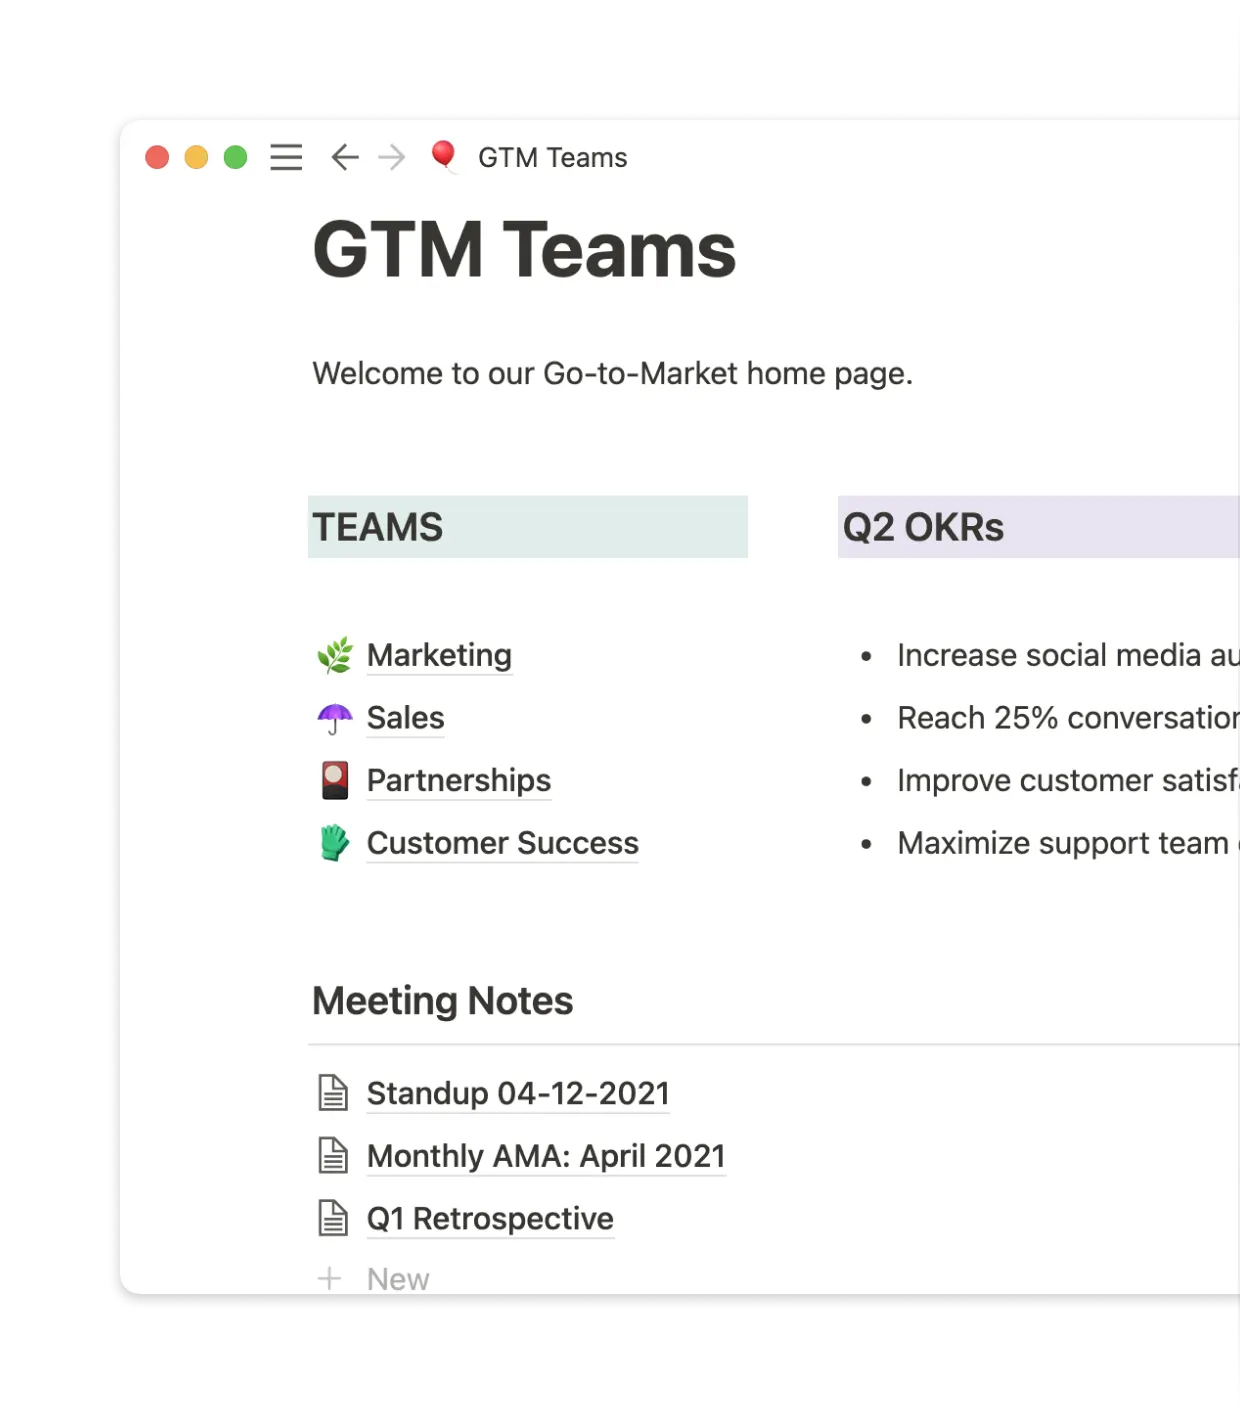 GTM Teams
GTM Teams
Welcome to our Go-to-Market home page.
TEAMS
Marketing
Sales
Partnerships
Customer Success
Q2 OKRs
Increase social media
Reach 25%
Improve customer
Maximize support team
Meeting Notes
Standup 04-12-2021
Monthly AMA: April 2021
Q1 Retrospective
New